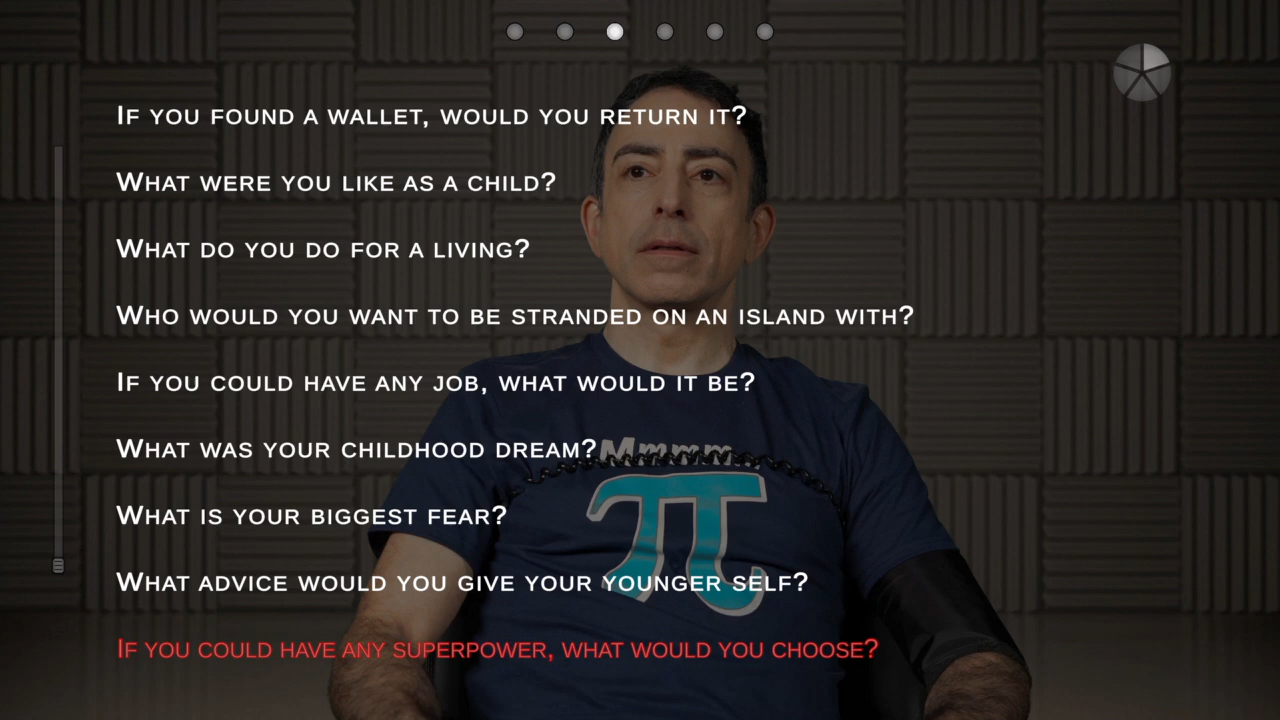 If you found a wallet, would you return it?
What were you like as a child?
What do you do for a living?
Who would you want to be stranded on an island with?
If you could have any job, what would it be?
What was your childhood dream?
Mmmm...
π
What is your biggest fear?
What advice would you give your younger self?
If you could have any superpower, what would you choose?